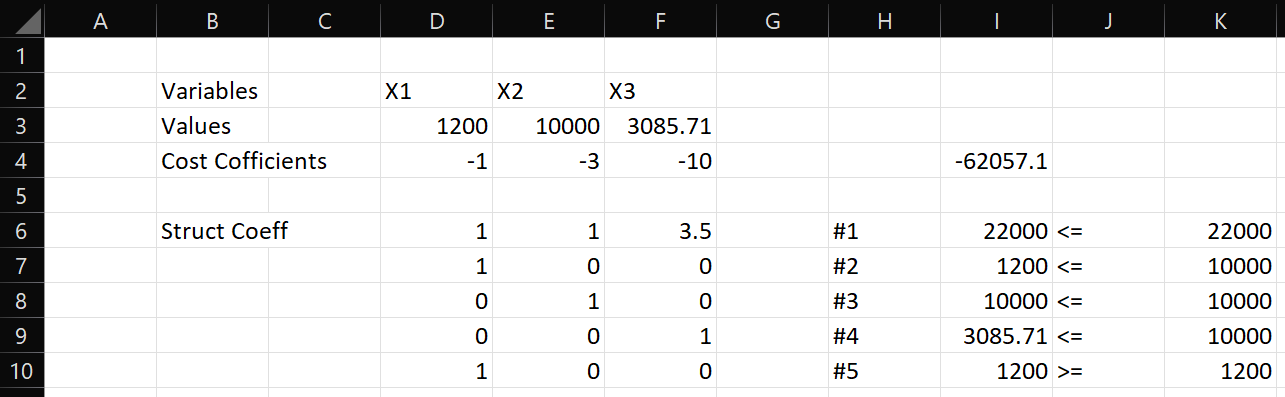 A B C D E F G H I J K
1
2 Variables X1 X2 X3
3 Values 1200 10000 3085.71
4 Cost Cofficients -1 -3 -10 -62057.1
5
6 Struct Coeff 1 1 3.5 #1 22000 <= 22000
7 1 0 0 #2 1200 <= 10000
8 0 1 0 #3 10000 <= 10000
9 0 0 1 #4 3085.71 <= 10000
10 1 0 0 #5 1200 >= 1200